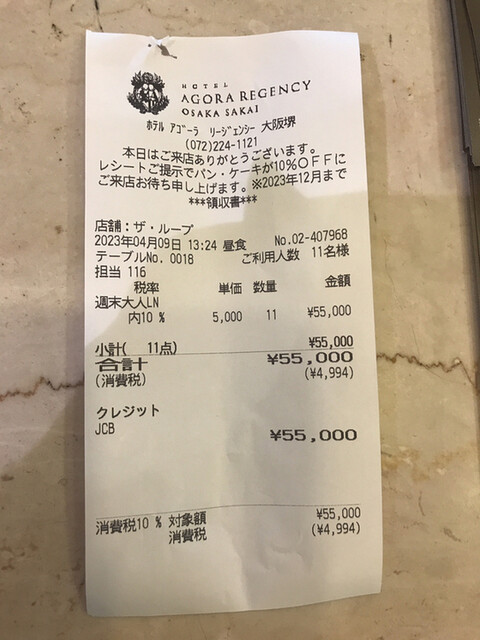 HOTEL
AGORA REGENCY
OSAKA SAKAI
ホテル アゴーラ リージェンシー 大阪堺
(072)224-1121
本日はご来店ありがとうございます。
レシートご提示でパン・ケーキが10%OFFに
ご来店お待ち申し上げます。※2023年12月まで
***領収書***
店舗:ザ・ループ
2023年04月09日 13:24 昼食 No.02-407968
テーブルNo. 0018 ご利用人数 11名様
担当 116
税率 単価 数量 金額
週末大人LN
内10 % 5,000 11 ¥55,000
小計( 11点) ¥55,000
合計 ¥55,000
(消費税) (¥4,994)
クレジット
JCB ¥55,000
消費税10 % 対象額 ¥55,000
消費税 (¥4,994)